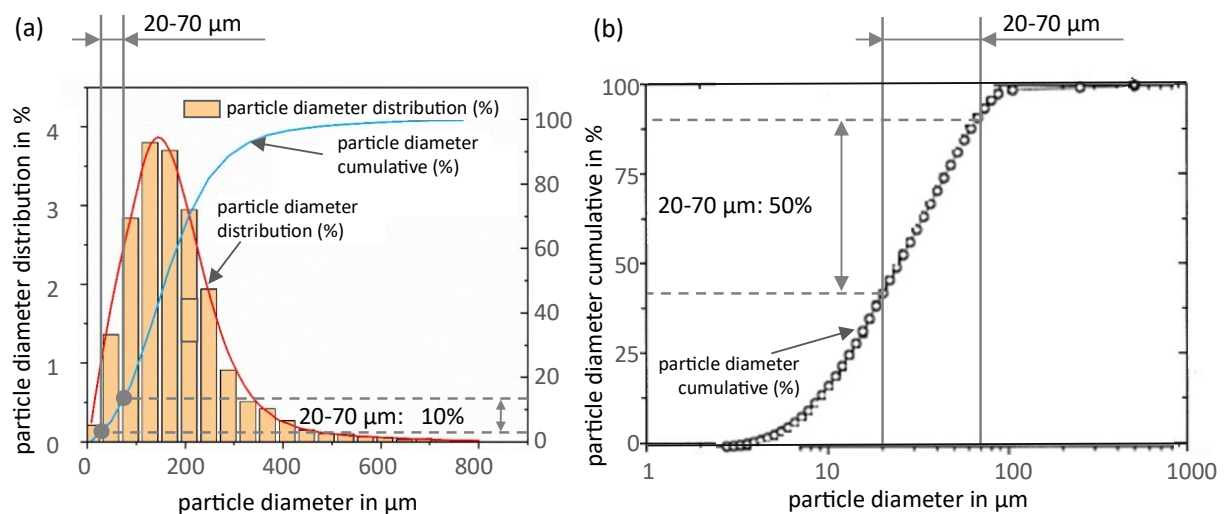 (a)
20-70 µm
particle diameter distribution (%)
particle diameter
cumulative (%)
particle diameter
distribution (%)
20-70 µm: 10%
particle diameter distribution in %
4
3
2
1
0
100
80
60
40
20
0
0
200
400
600
800
particle diameter in µm
(b)
20-70 µm
20-70 µm: 50%
particle diameter
cumulative (%)
particle diameter cumulative in %
100
75
50
25
0
1
10
100
1000
particle diameter in µm